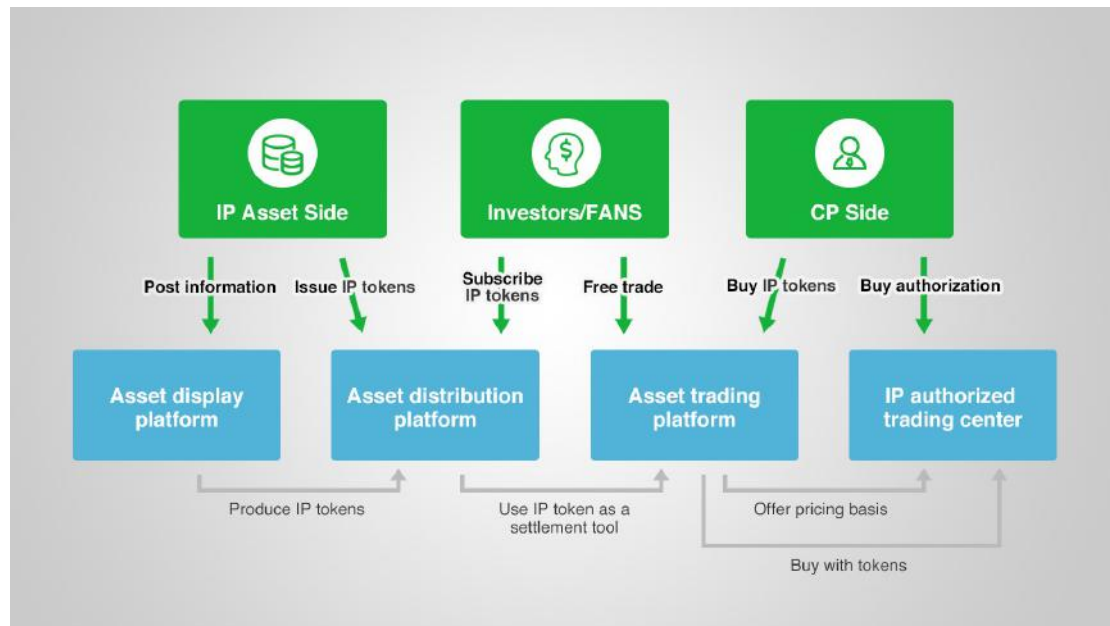 IP Asset Side
Investors/FANS
CP Side
Post information
Issue IP tokens
Subscribe
IP tokens
Free trade
Buy IP tokens
Buy authorization
Asset display
platform
Asset distribution
platform
Asset trading
platform
IP authorized
trading center
Produce IP tokens
Use IP token as a
settlement tool
Offer pricing basis
Buy with tokens
$